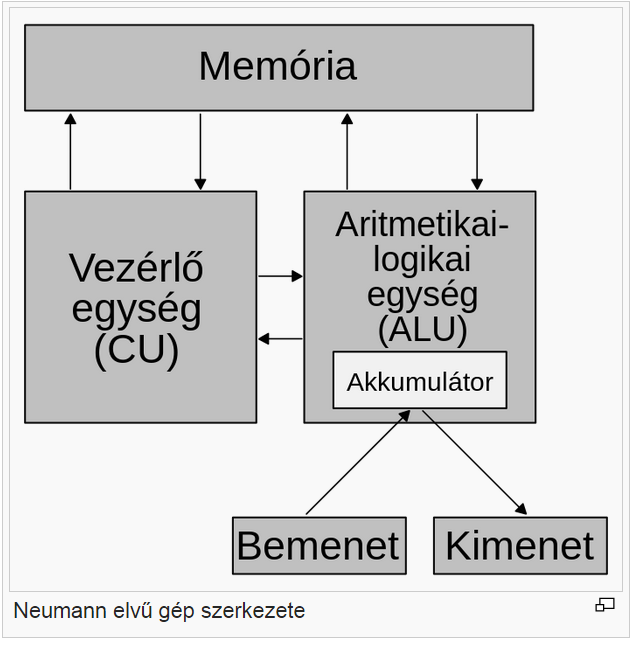 Memória
Vezérlő
egység
(CU)
Aritmetikai-
logikai
egység
(ALU)
Akkumulátor
Bemenet
Kimenet
Neumann elvű gép szerkezete